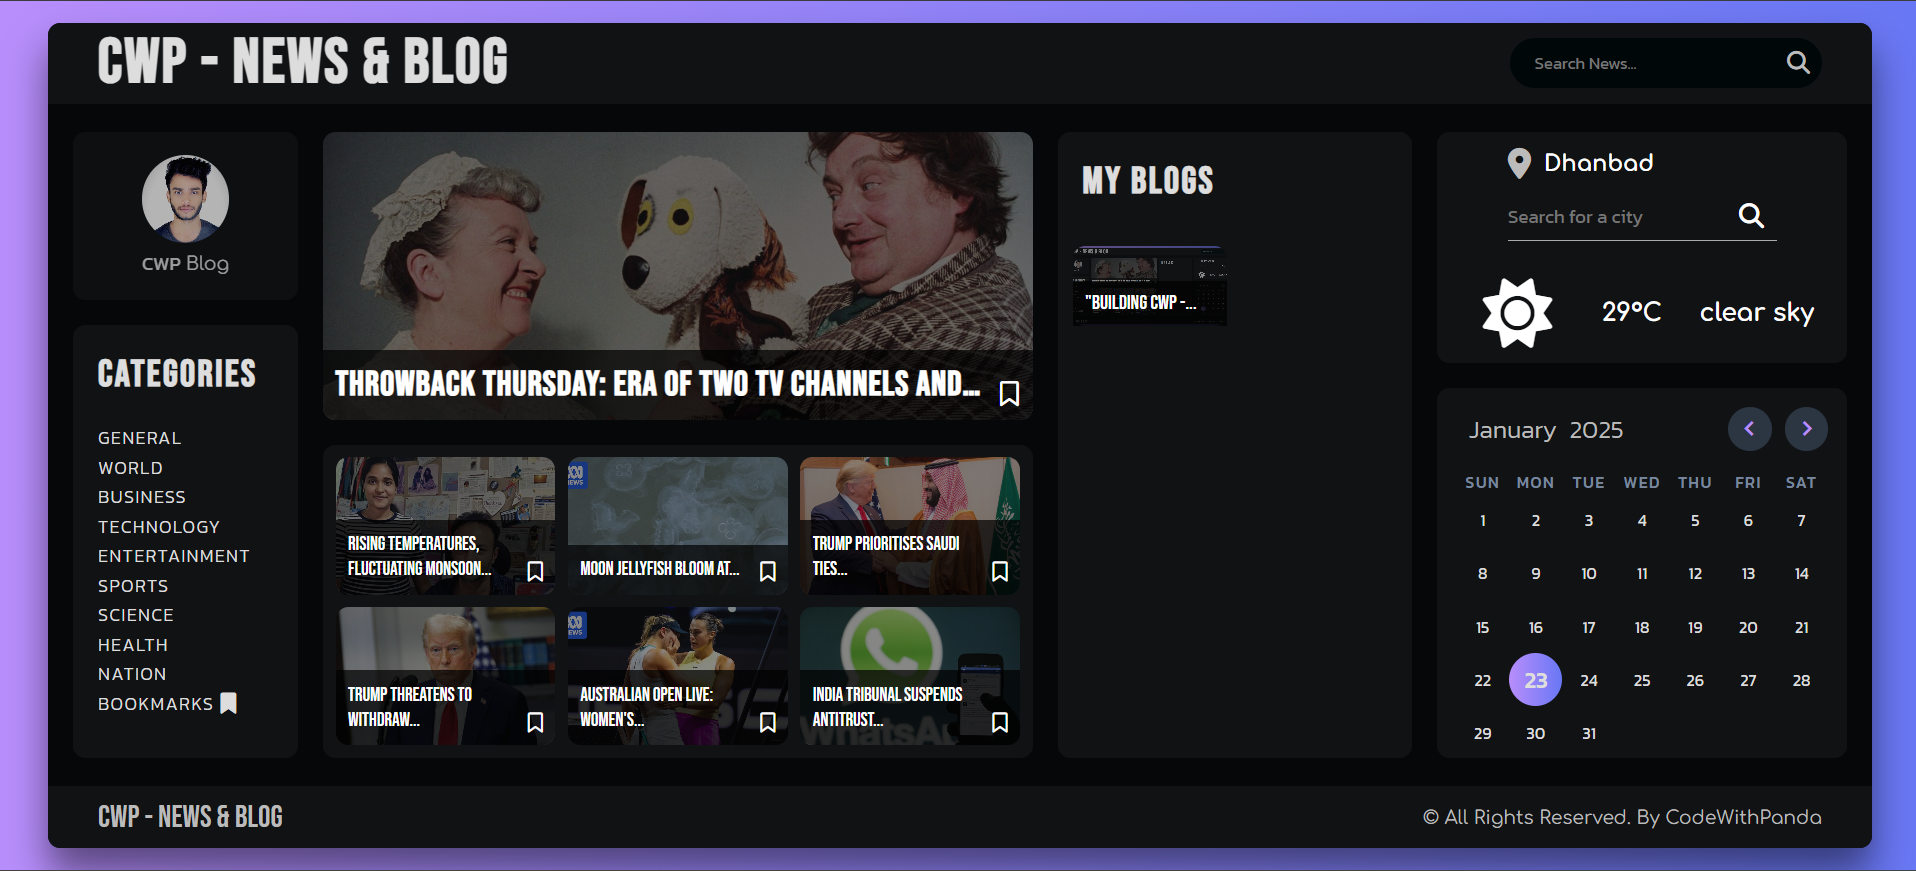 CWP - NEWS & BLOG
Search News...
CWP Blog
CATEGORIES
GENERAL
WORLD
BUSINESS
TECHNOLOGY
ENTERTAINMENT
SPORTS
SCIENCE
HEALTH
NATION
BOOKMARKS
THROWBACK THURSDAY: ERA OF TWO TV CHANNELS AND...
RISING TEMPERATURES,
FLUCTUATING MONSOON...
NEWS
MOON JELLYFISH BLOOM AT...
TRUMP PRIORITISES SAUDI
TIES...
TRUMP THREATENS TO
WITHDRAW...
NEWS
AUSTRALIAN OPEN LIVE:
WOMEN'S...
INDIA TRIBUNAL SUSPENDS
ANTITRUST...
WhatsA
MY BLOGS
"BUILDING CWP -...
Dhanbad
Search for a city
29°C clear sky
January 2025
SUN MON TUE WED THU FRI SAT
1 2 3 4 5 6 7
8 9 10 11 12 13 14
15 16 17 18 19 20 21
22 23 24 25 26 27 28
29 30 31
CWP - NEWS & BLOG
© All Rights Reserved. By CodeWithPanda